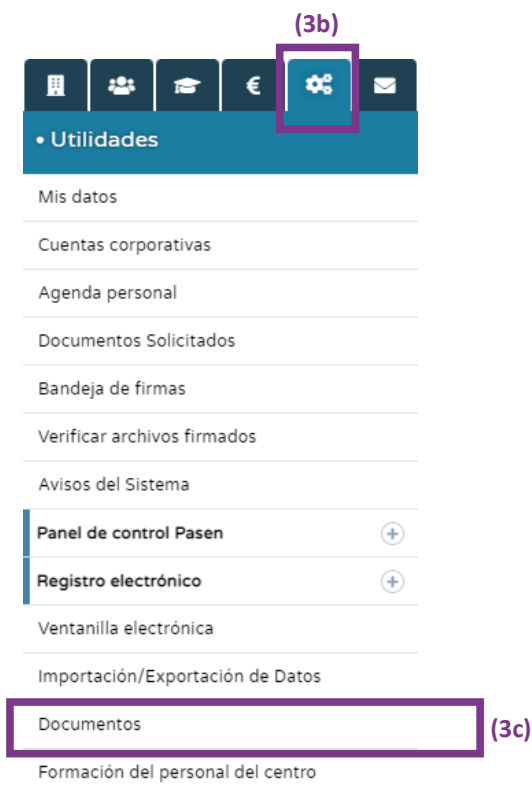 (3b)
€
• Utilidades
Mis datos
Cuentas corporativas
Agenda personal
Documentos Solicitados
Bandeja de firmas
Verificar archivos firmados
Avisos del Sistema
Panel de control Pasen
Registro electrónico
Ventanilla electrónica
Importación/Exportación de Datos
Documentos
(3c)
Formación del personal del centro